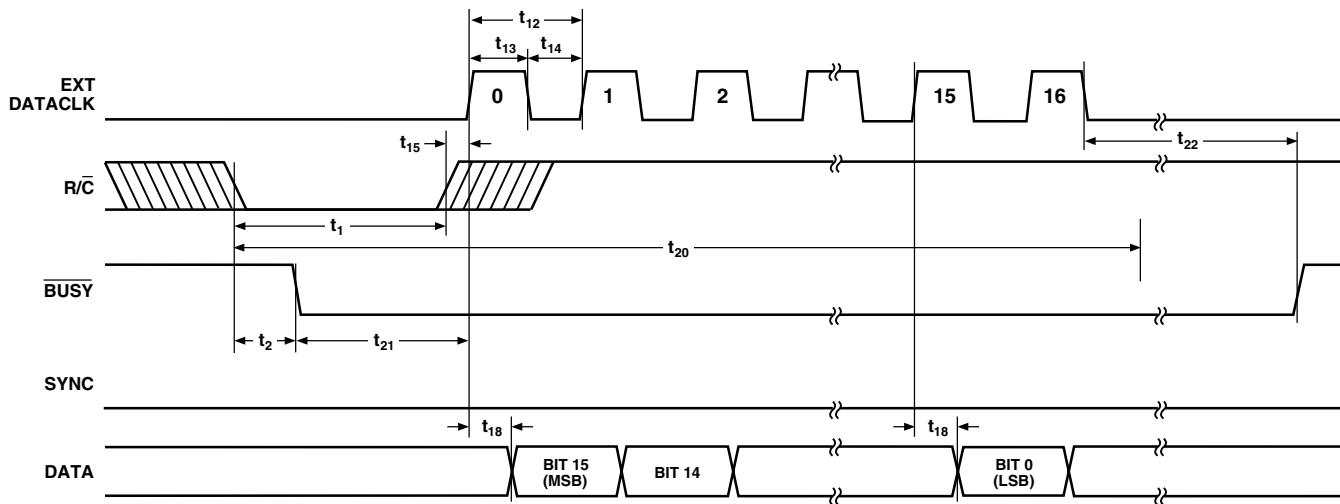 t12
t13
t14
EXT
DATACLK
0
1
2
15
16
t15
t22
R/C̅
t1
t20
B̅U̅S̅Y̅
t2
t21
SYNC
t18
t18
DATA
BIT 15
(MSB)
BIT 14
BIT 0
(LSB)